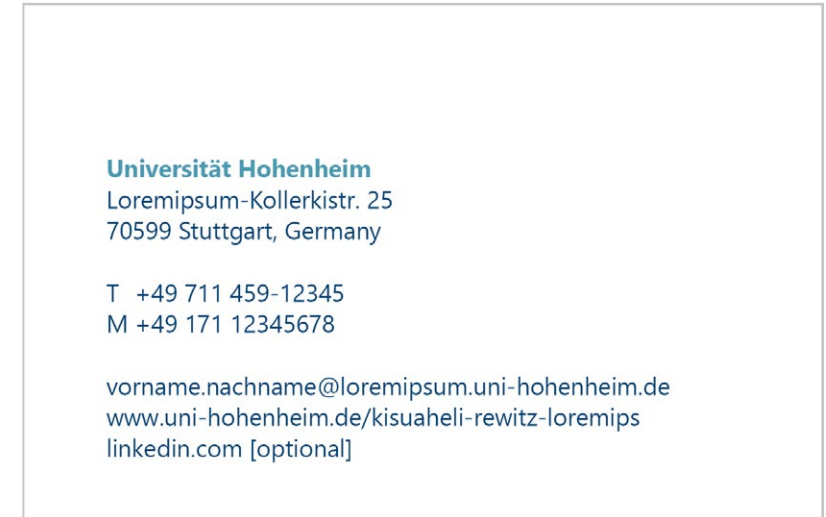 Universität Hohenheim
Loremipsum-Kollerkistr. 25
70599 Stuttgart, Germany
T +49 711 459-12345
M +49 171 12345678
vorname.nachname@loremipsum.uni-hohenheim.de
www.uni-hohenheim.de/kisuaheli-rewitz-loremips
linkedin.com [optional]